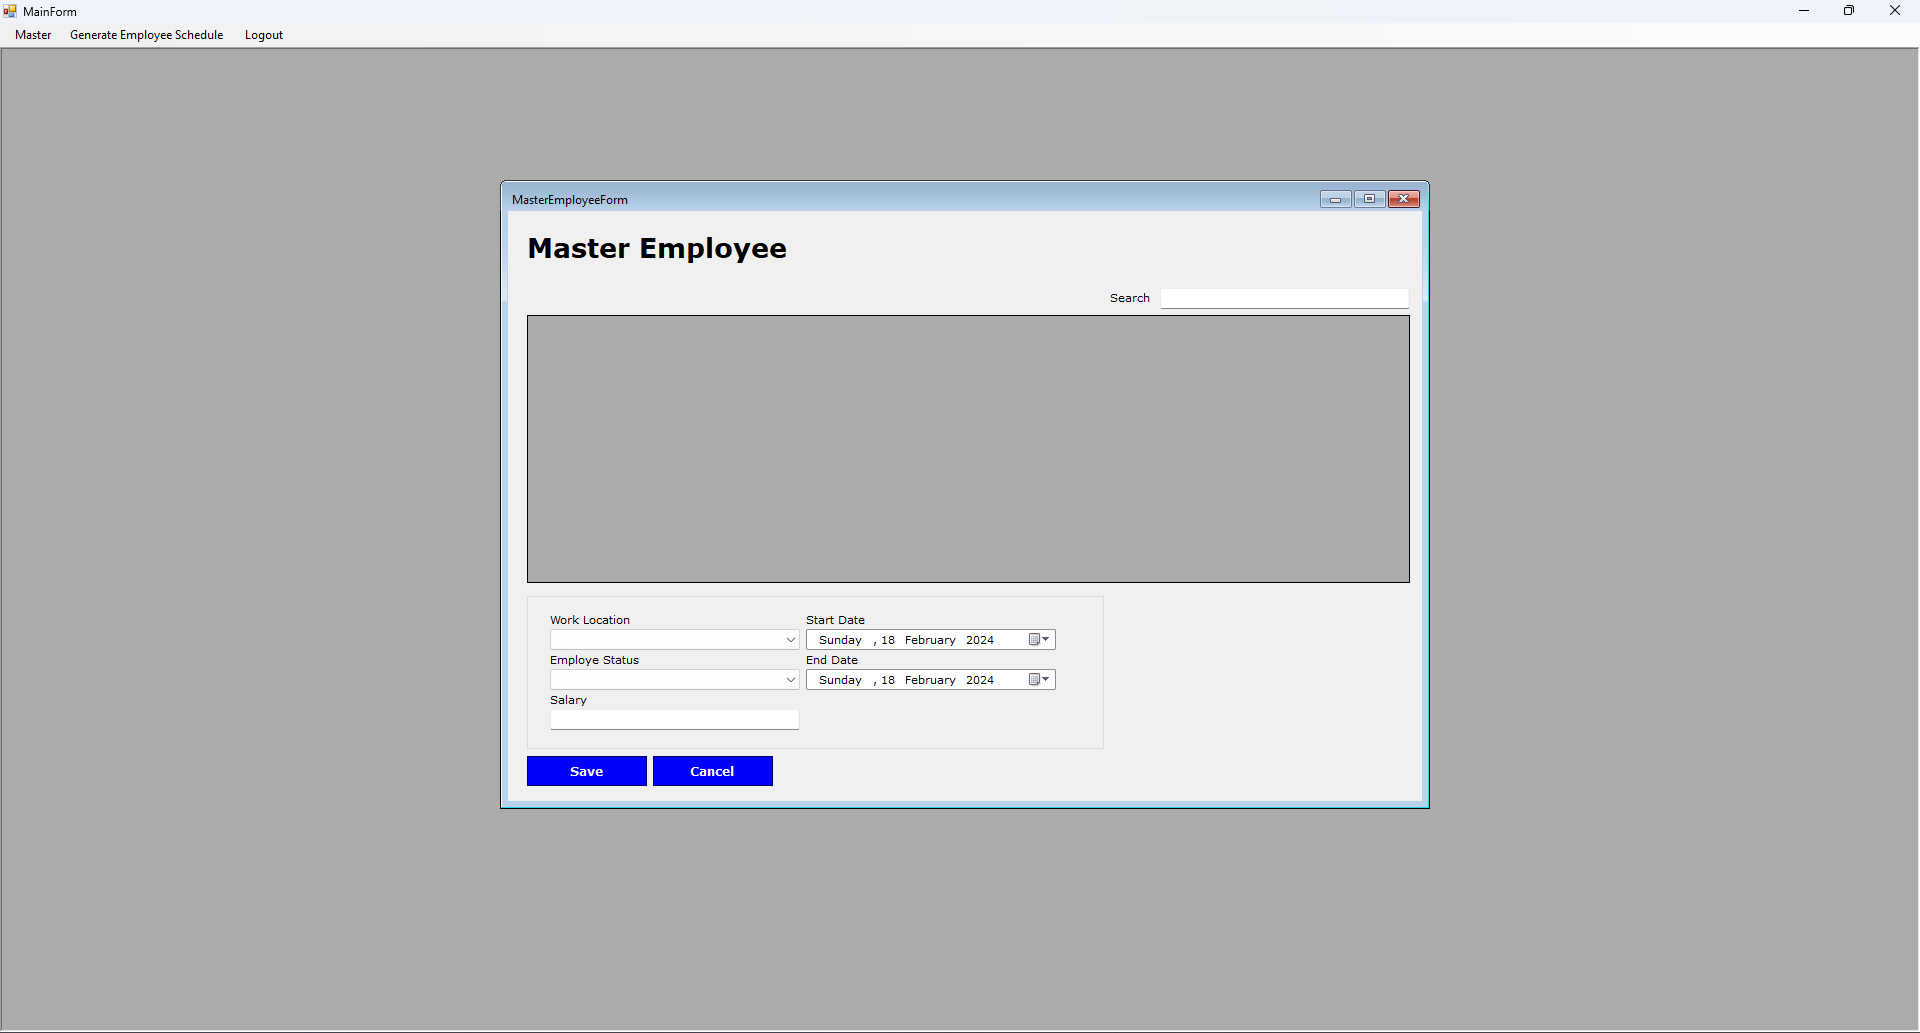 MainForm
Master Generate Employee Schedule Logout
MasterEmployeeForm
Master Employee
Search
Work Location Start Date
Sunday , 18 February 2024
Employe Status End Date
Sunday , 18 February 2024
Salary
Save Cancel